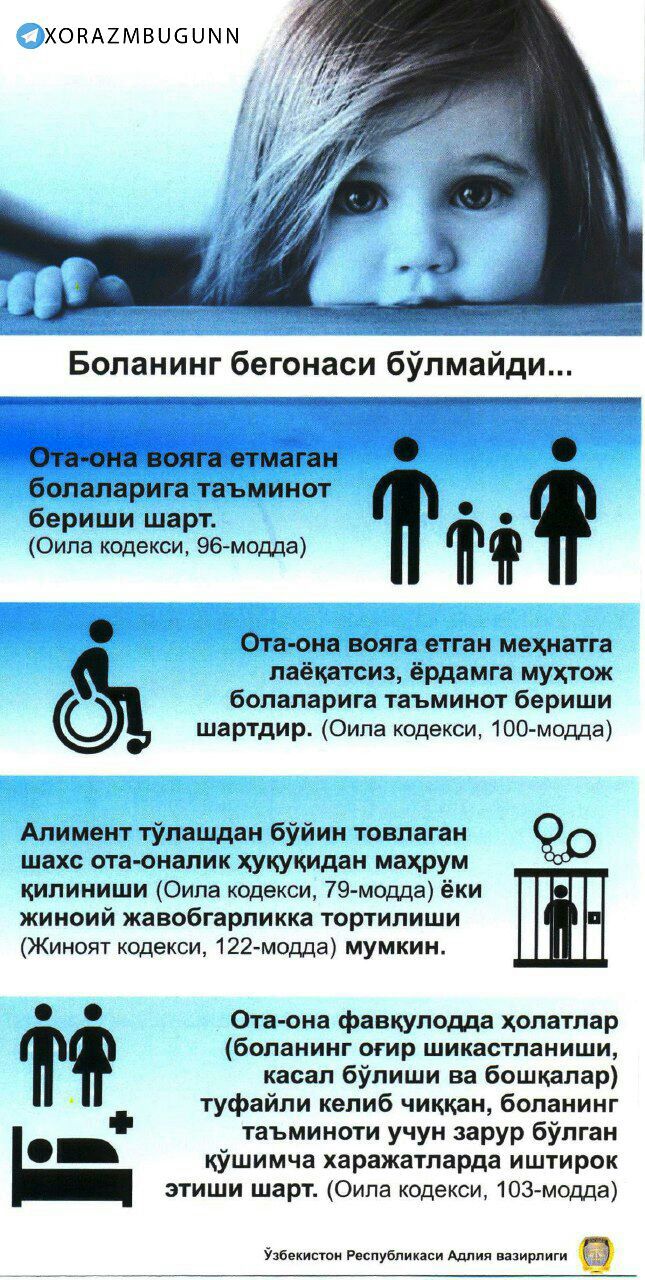 XORAZMBUGUNN
Боланинг бегонаси бўлмайди...
Ота-она вояга етмаган
болаларига таъминот
бериши шарт.
(Оила кодекси, 96-модда)
Ота-она вояга етган меҳнатга
лаёқатсиз, ёрдамга муҳтож
болаларига таъминот бериши
шартдир. (Оила кодекси, 100-модда)
Алимент тўлашдан бўйин товлаган
шахс ота-оналик ҳуқуқидан маҳрум
қилиниши (Оила кодекси, 79-модда) ёки
жиноий жавобгарликка тортилиши
(Жиноят кодекси, 122-модда) мумкин.
Ота-она фавқулодда ҳолатлар
(боланинг оғир шикастланиши,
касал бўлиши ва бошқалар)
туфайли келиб чиққан, боланинг
таъминоти учун зарур бўлган
қўшимча харажатларда иштирок
этиши шарт. (Оила кодекси, 103-модда)
Ўзбекистон Республикаси Адлия вазирлиги